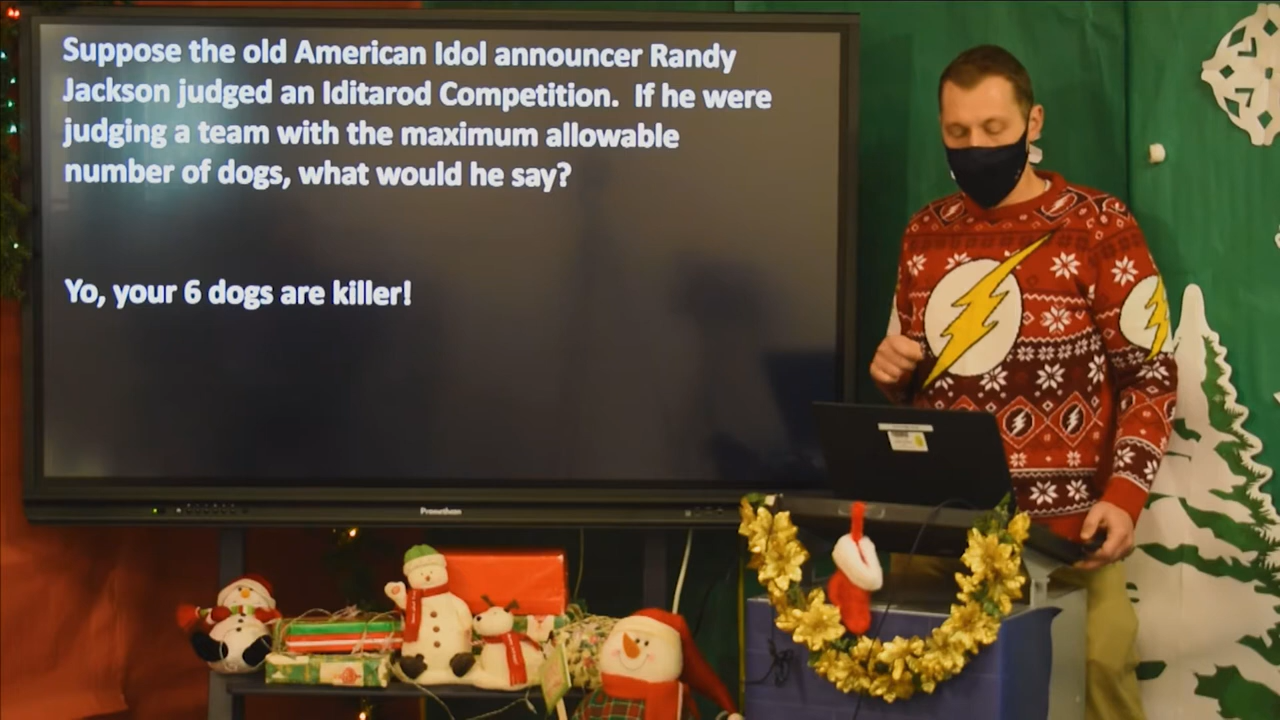 Suppose the old American Idol announcer Randy
Jackson judged an Iditarod Competition.  If he were
judging a team with the maximum allowable
number of dogs, what would he say?
Yo, your 6 dogs are killer!
Promethean